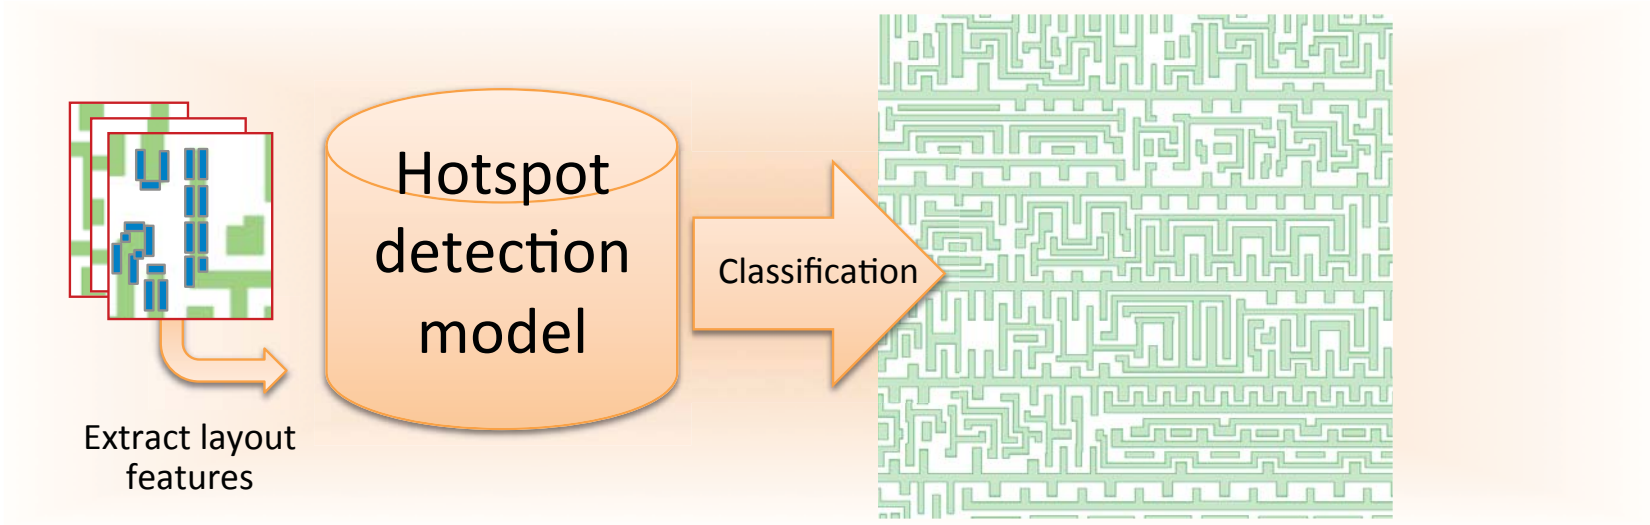 Extract layout
features
Hotspot
detection
model
Classification